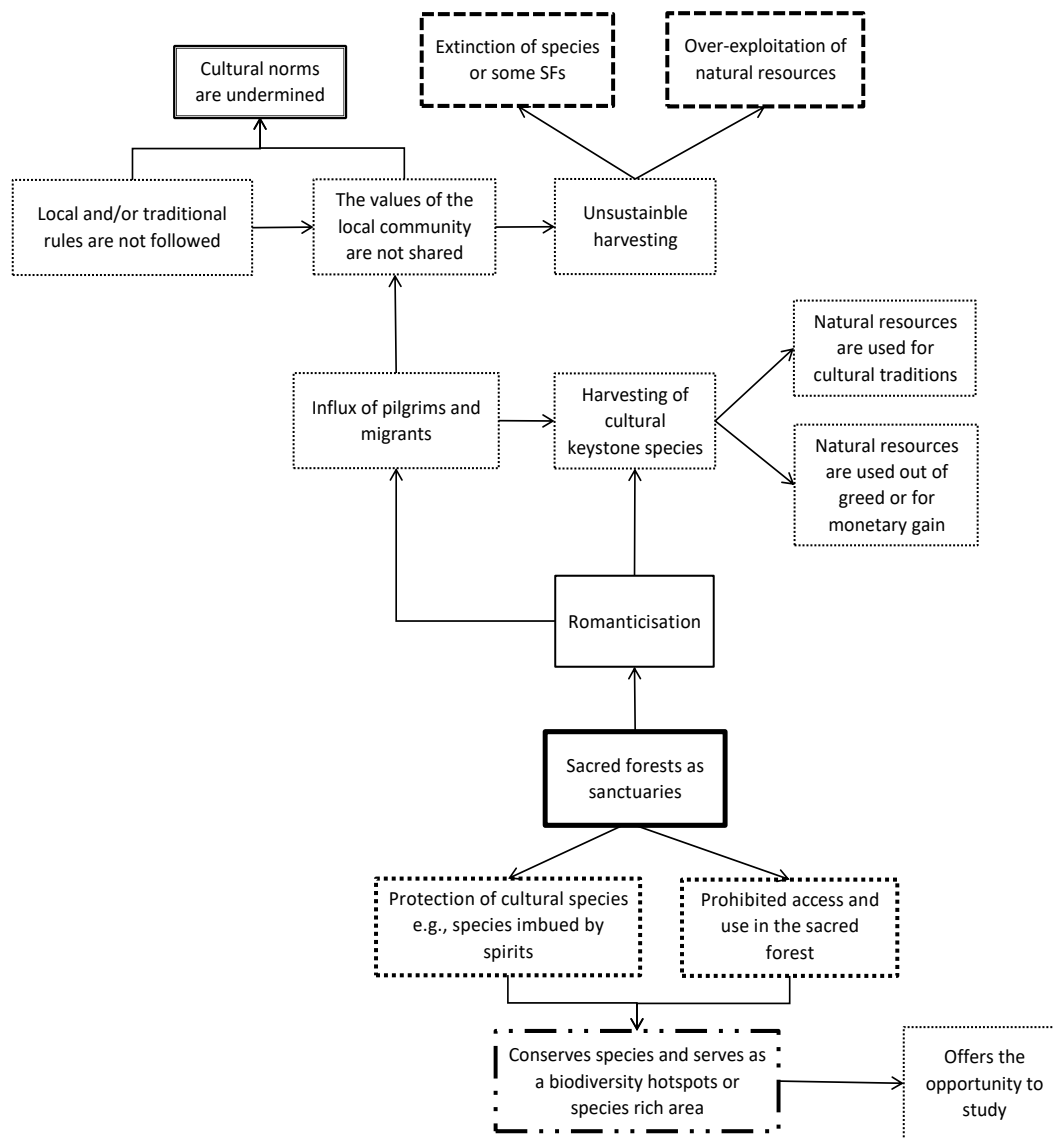 Extinction of species
or some SFs
Over-exploitation of
natural resources
Cultural norms
are undermined
Local and/or traditional
rules are not followed
The values of the
local community
are not shared
Unsustainble
harvesting
Natural resources
are used for
cultural traditions
Influx of pilgrims and
migrants
Harvesting of
cultural
keystone species
Natural resources
are used out of
greed or for
monetary gain
Romanticisation
Sacred forests as
sanctuaries
Protection of cultural species
e.g., species imbued by
spirits
Prohibited access and
use in the sacred
forest
Conserves species and serves as
a biodiversity hotspots or
species rich area
Offers the
opportunity to
study